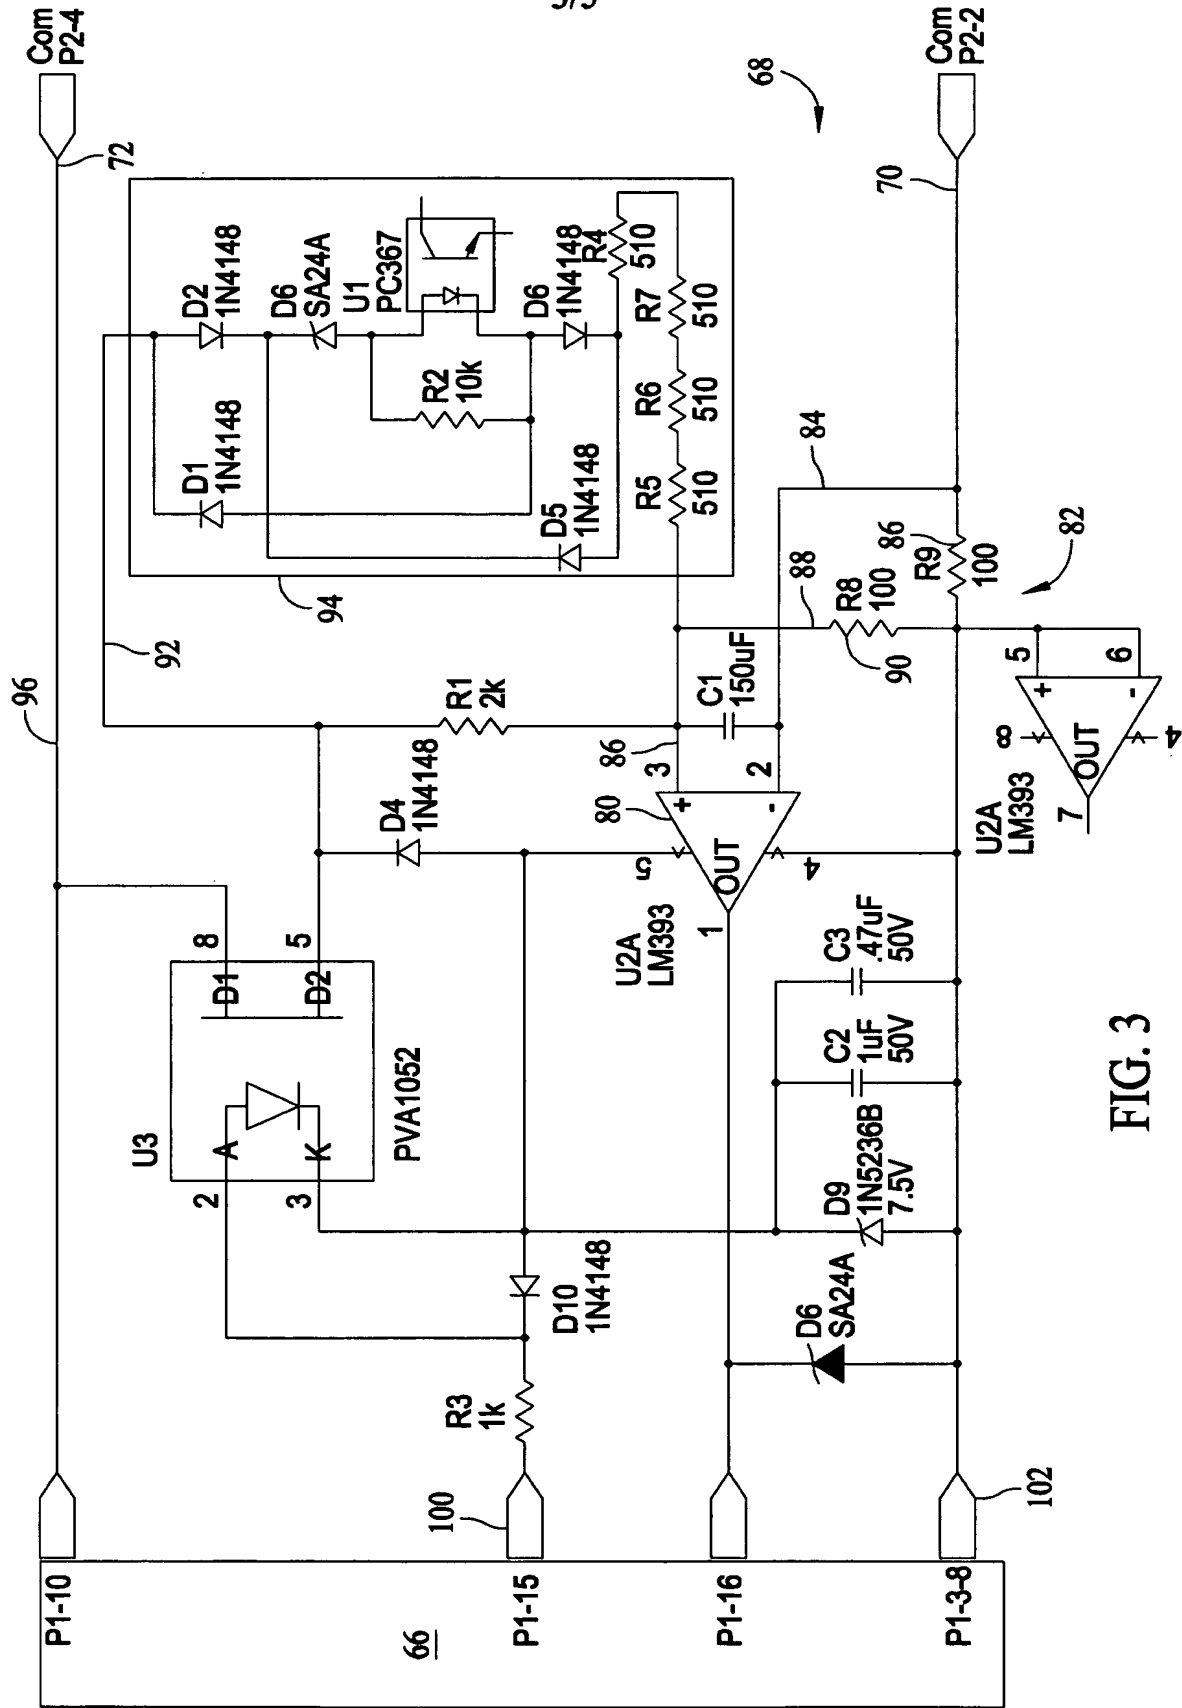 3/3
Com
P2-4
Com
P2-2
96
72
68
70
92
94
D2
1N4148
D1
1N4148
D6
SA24A
U1
PC367
R2
10k
D6
1N4148
D5
1N4148
R4
510
R7
510
R6
510
R5
510
84
88
86
R9
100
82
R8
100
90
R1
2k
C1
150uF
86
3
2
80
+
-
OUT
5
4
1
U2A
LM393
D4
1N4148
5
6
+
-
8
4
OUT
7
U2A
LM393
U3
8
5
D1
D2
A
K
2
3
PVA1052
C3
.47uF
50V
C2
1uF
50V
D9
1N5236B
7.5V
D6
SA24A
D10
1N4148
R3
1k
100
102
P1-10
P1-15
P1-16
P1-3-8
66
FIG. 3